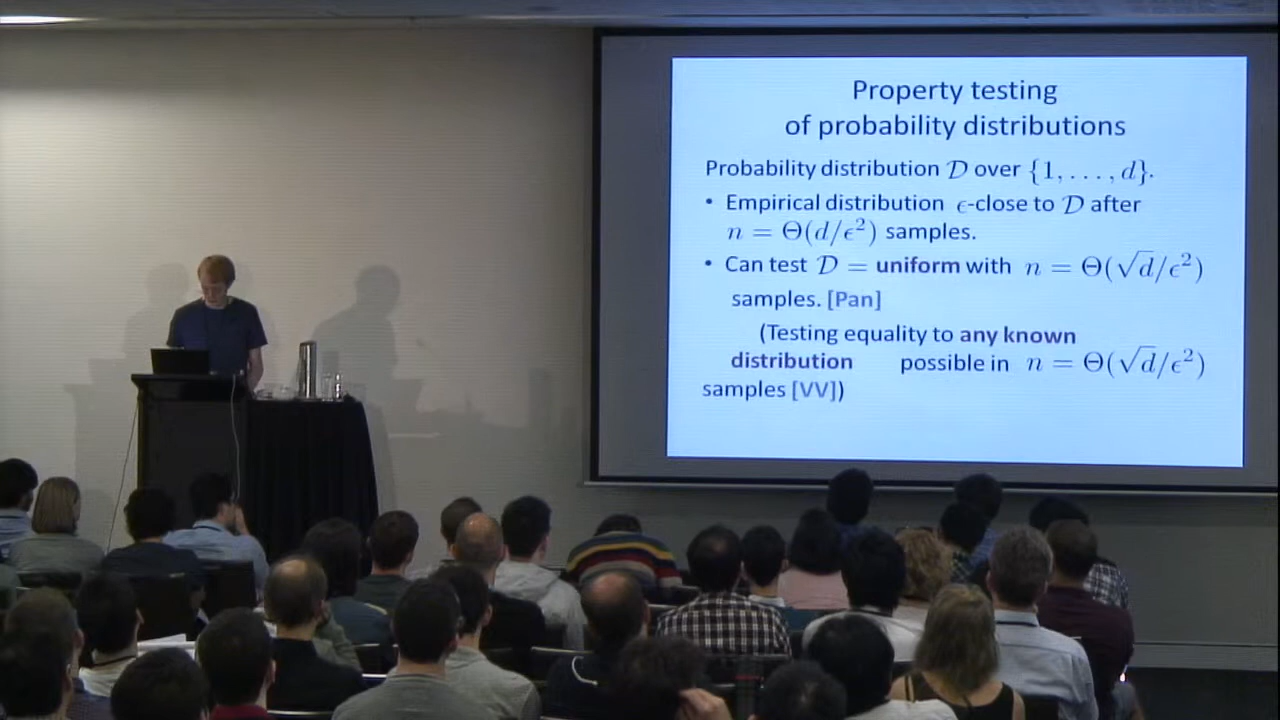 Property testing
of probability distributions
Probability distribution 𝒟 over {1, . . . , d}.
• Empirical distribution ϵ-close to 𝒟 after
n = Θ(d/ϵ²) samples.
• Can test 𝒟 = uniform with n = Θ(√d/ϵ²)
samples. [Pan]
(Testing equality to any known
distribution possible in n = Θ(√d/ϵ²)
samples [VV])